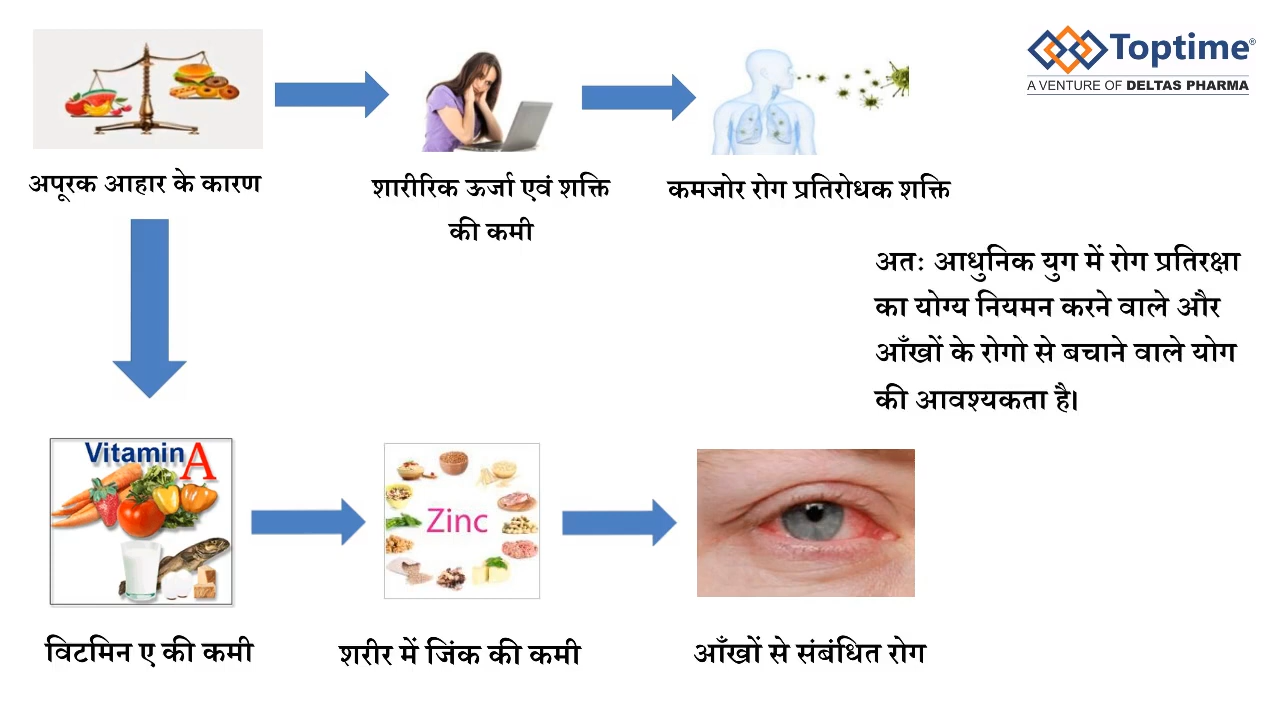 Toptime®
A VENTURE OF DELTAS PHARMA
अपूरक आहार के कारण
शारीरिक ऊर्जा एवं शक्ति
की कमी
कमजोर रोग प्रतिरोधक शक्ति
अतः आधुनिक युग में रोग प्रतिरक्षा
का योग्य नियमन करने वाले और
आँखों के रोगो से बचाने वाले योग
की आवश्यकता है।
Vitamin A
Zinc
विटमिन ए की कमी
शरीर में जिंक की कमी
आँखों से संबंधित रोग